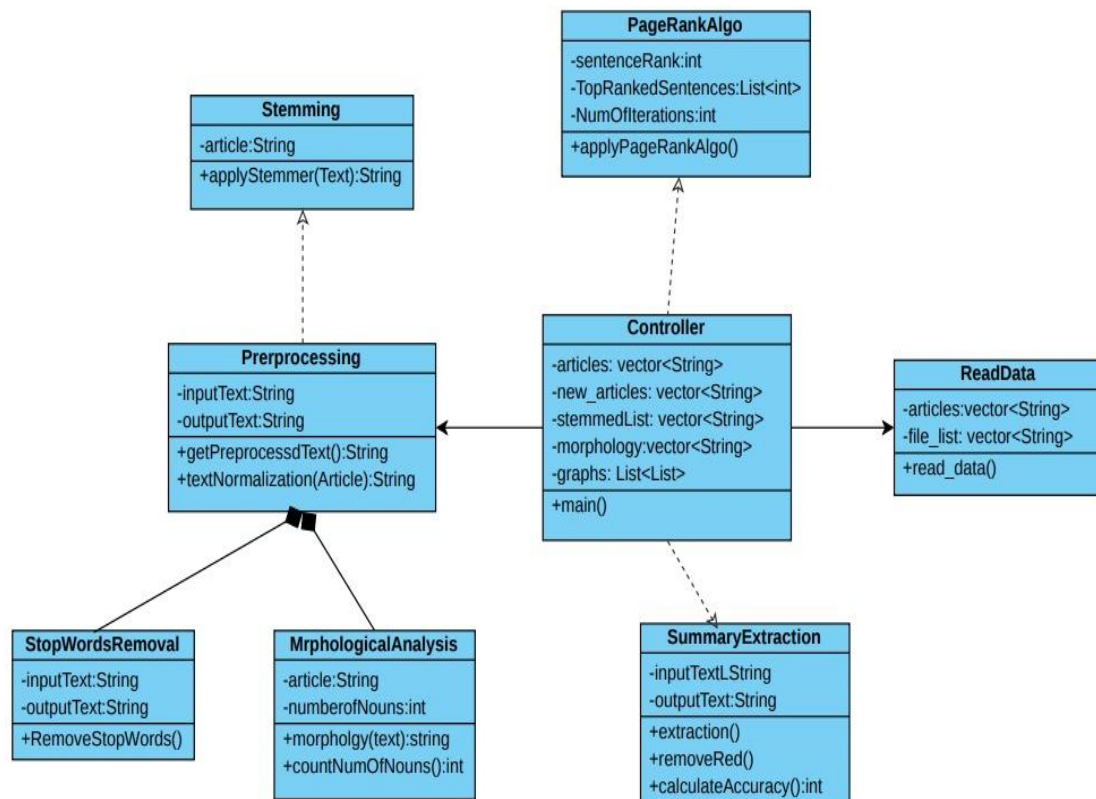 PageRankAlgo
-sentenceRank:int
-TopRankedSentences:List<int>
-NumOfIterations:int
+applyPageRankAlgo()
Stemming
-article:String
+applyStemmer(Text):String
Controller
-articles: vector<String>
-new_articles: vector<String>
-stemmedList: vector<String>
-morphology:vector<String>
-graphs: List<List>
+main()
Prerprocessing
-inputText:String
-outputText:String
+getPreprocessdText():String
+textNormalization(Article):String
ReadData
-articles:vector<String>
-file_list: vector<String>
+read_data()
StopWordsRemoval
-inputText:String
-outputText:String
+RemoveStopWords()
MrphologicalAnalysis
-article:String
-numberofNouns:int
+morpholgy(text):string
+countNumOfNouns():int
SummaryExtraction
-inputTextLString
-outputText:String
+extraction()
+removeRed()
+calculateAccuracy():int